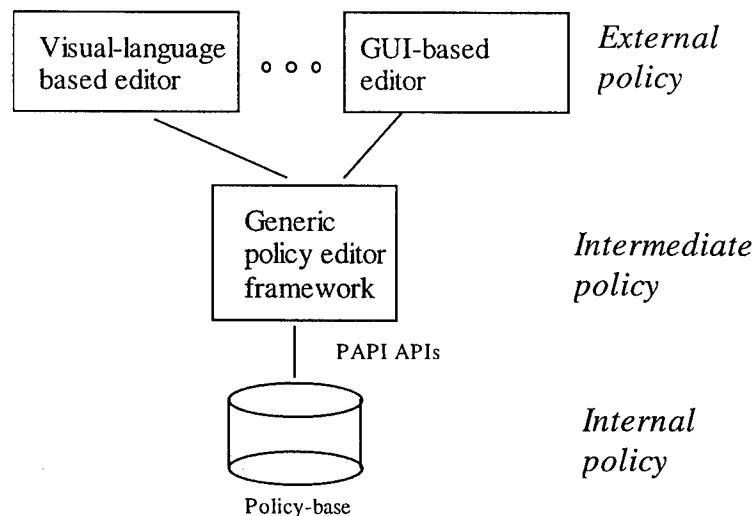 Visual-language
based editor
o o o
GUI-based
editor
External
policy
Generic
policy editor
framework
Intermediate
policy
PAPI APIs
Internal
policy
Policy-base